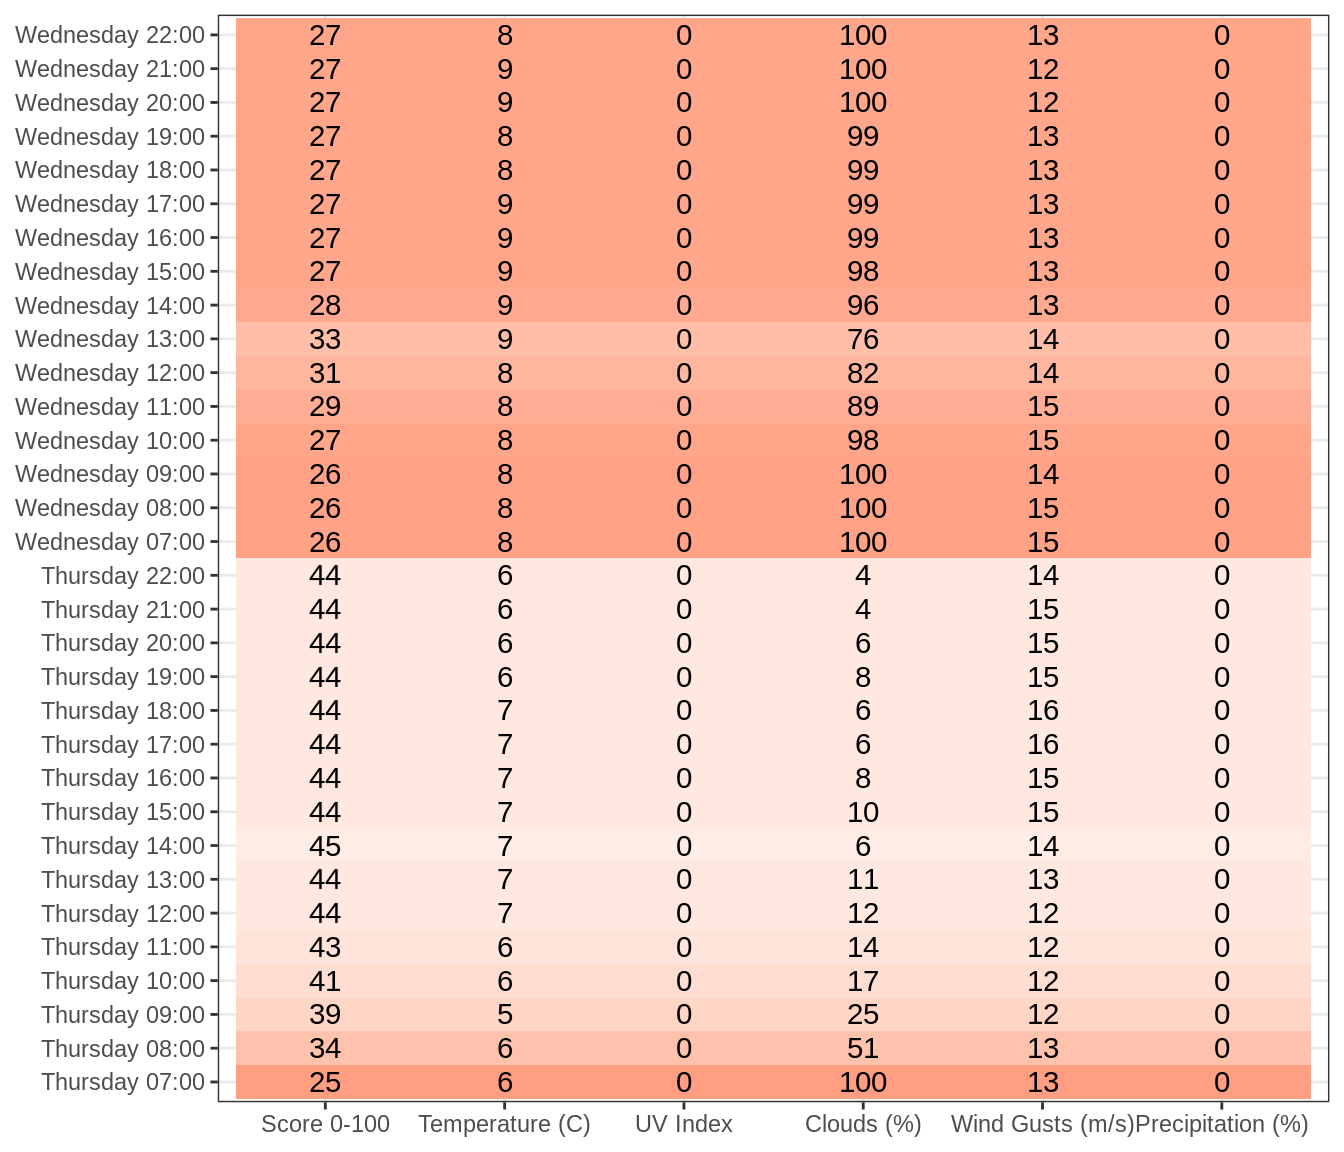 Wednesday 22:00 27 8 0 100 13 0
Wednesday 21:00 27 9 0 100 12 0
Wednesday 20:00 27 9 0 100 12 0
Wednesday 19:00 27 8 0 99 13 0
Wednesday 18:00 27 8 0 99 13 0
Wednesday 17:00 27 9 0 99 13 0
Wednesday 16:00 27 9 0 99 13 0
Wednesday 15:00 27 9 0 98 13 0
Wednesday 14:00 28 9 0 96 13 0
Wednesday 13:00 33 9 0 76 14 0
Wednesday 12:00 31 8 0 82 14 0
Wednesday 11:00 29 8 0 89 15 0
Wednesday 10:00 27 8 0 98 15 0
Wednesday 09:00 26 8 0 100 14 0
Wednesday 08:00 26 8 0 100 15 0
Wednesday 07:00 26 8 0 100 15 0
Thursday 22:00 44 6 0 4 14 0
Thursday 21:00 44 6 0 4 15 0
Thursday 20:00 44 6 0 6 15 0
Thursday 19:00 44 6 0 8 15 0
Thursday 18:00 44 7 0 6 16 0
Thursday 17:00 44 7 0 6 16 0
Thursday 16:00 44 7 0 8 15 0
Thursday 15:00 44 7 0 10 15 0
Thursday 14:00 45 7 0 6 14 0
Thursday 13:00 44 7 0 11 13 0
Thursday 12:00 44 7 0 12 12 0
Thursday 11:00 43 6 0 14 12 0
Thursday 10:00 41 6 0 17 12 0
Thursday 09:00 39 5 0 25 12 0
Thursday 08:00 34 6 0 51 13 0
Thursday 07:00 25 6 0 100 13 0
Score 0-100 Temperature (C) UV Index Clouds (%) Wind Gusts (m/s) Precipitation (%)